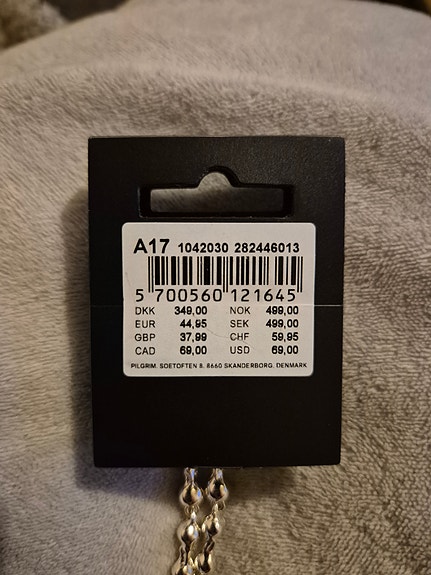 A17 1042030 282446013
5 700560 121645
DKK 349,00 NOK 499,00
EUR 44,95 SEK 499,00
GBP 37,99 CHF 59,95
CAD 69,00 USD 69,00
PILGRIM. SOETOFTEN 8. 8660 SKANDERBORG. DENMARK